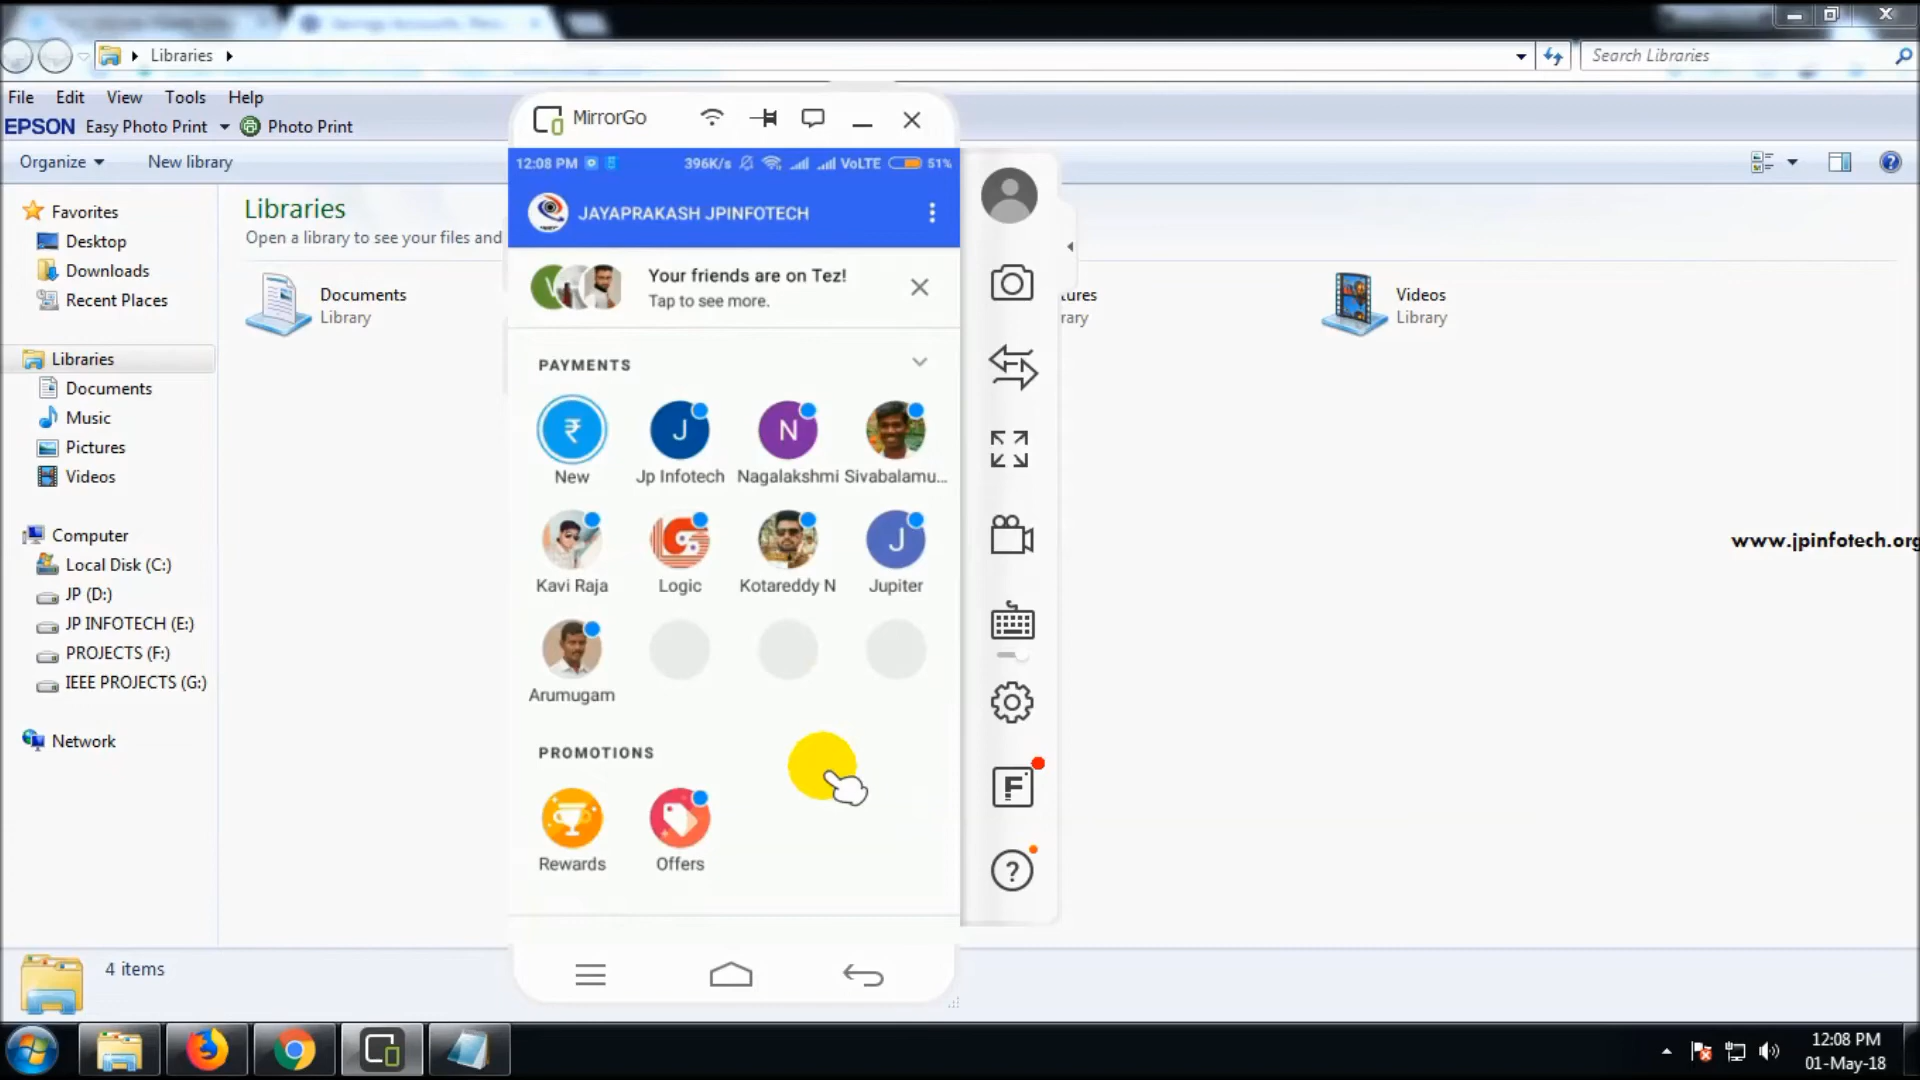 Libraries
Search Libraries
File Edit View Tools Help
EPSON Easy Photo Print Photo Print
Organize New library
Favorites
Desktop
Downloads
Recent Places
Libraries
Documents
Music
Pictures
Videos
Computer
Local Disk (C:)
JP (D:)
JP INFOTECH (E:)
PROJECTS (F:)
IEEE PROJECTS (G:)
Network
Libraries
Open a library to see your files and
Documents
Library
tures
rary
Videos
Library
MirrorGo
12:08 PM 396K/s VoLTE 51%
JAYAPRAKASH JPINFOTECH
Your friends are on Tez!
Tap to see more.
PAYMENTS
₹ J N
New Jp Infotech Nagalakshmi Sivabalamu...
J
Kavi Raja Logic Kotareddy N Jupiter
Arumugam
PROMOTIONS
Rewards Offers
F
?
www.jpinfotech.org
4 items
12:08 PM
01-May-18